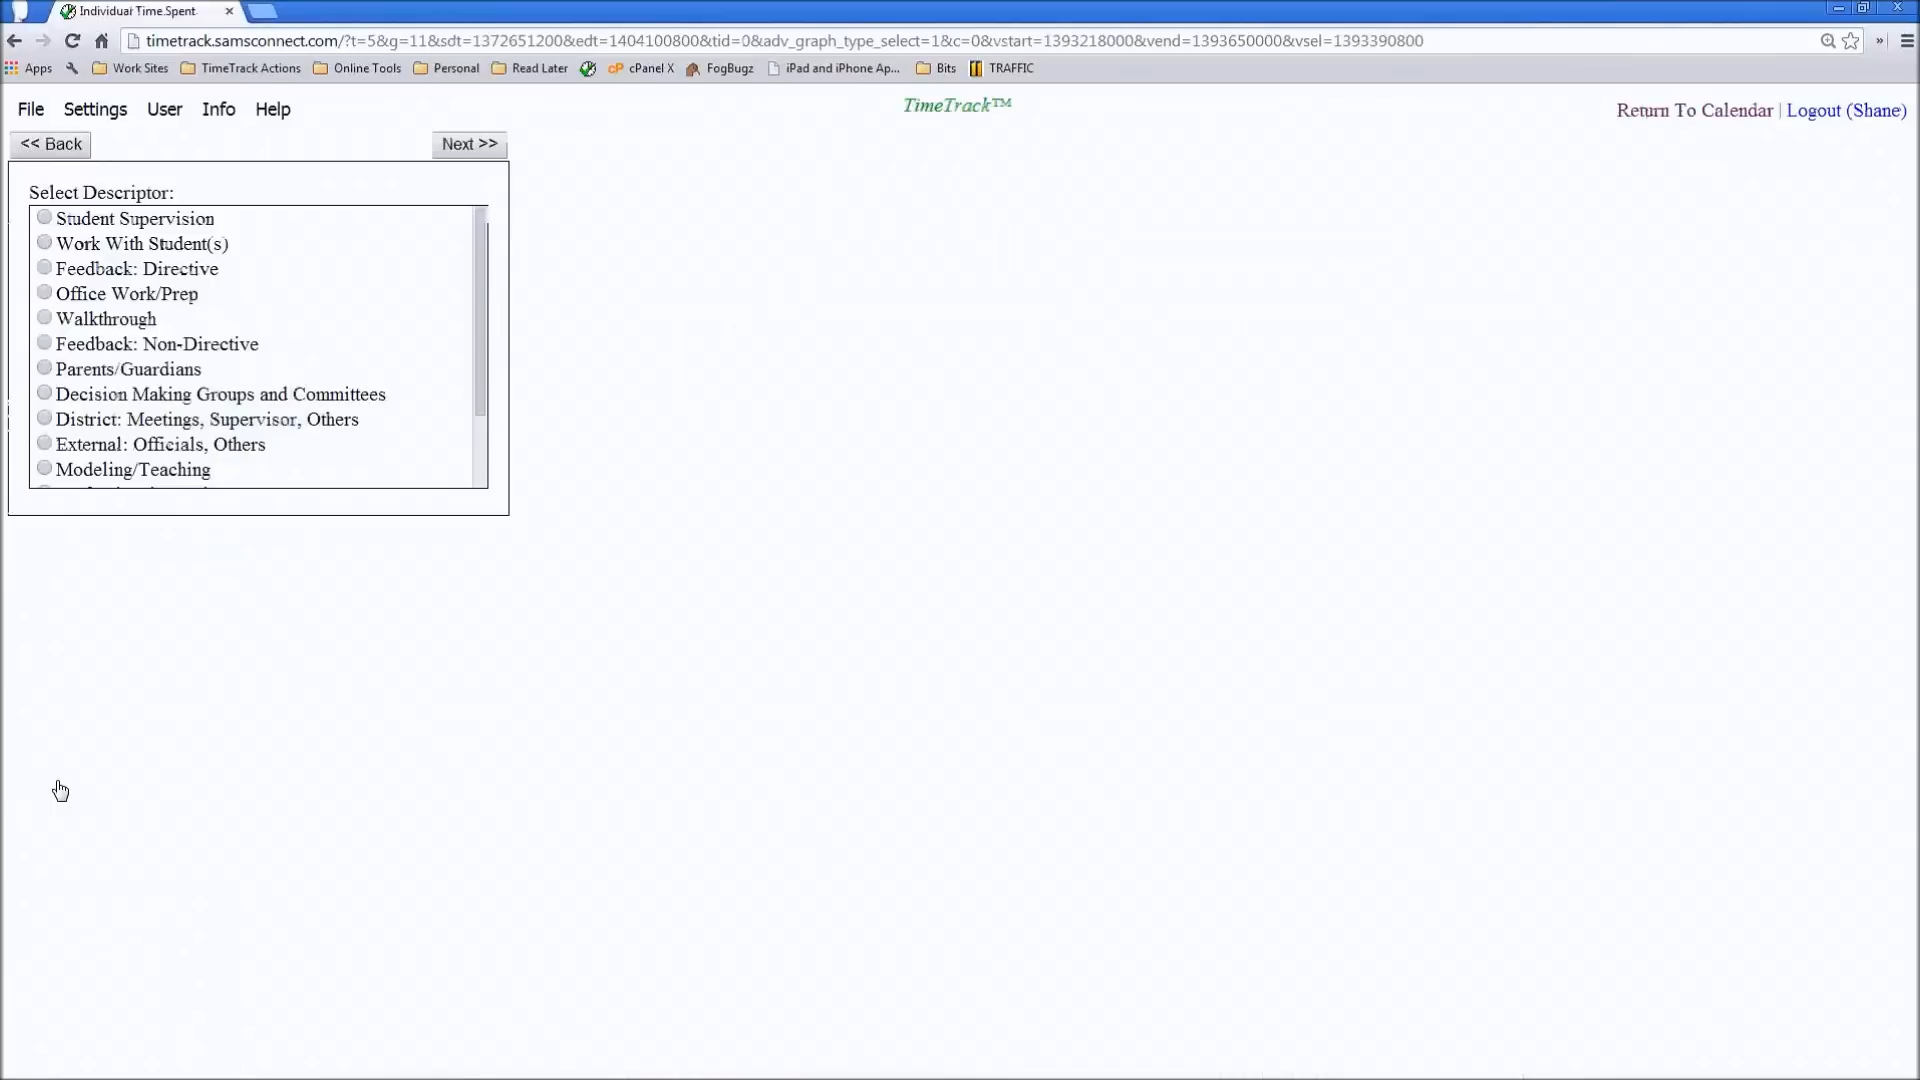 Individual Time Spent
timetrack.samsconnect.com/?t=5&g=11&sdt=1372651200&edt=1404100800&tid=0&adv_graph_type_select=1&c=0&vstart=1393218000&vend=1393650000&vsel=1393390800
Apps Work Sites TimeTrack Actions Online Tools Personal Read Later cPanel X FogBugz iPad and iPhone Ap... Bits TRAFFIC
File Settings User Info Help TimeTrack™ Return To Calendar | Logout (Shane)
<< Back Next >>
Select Descriptor:
Student Supervision
Work With Student(s)
Feedback: Directive
Office Work/Prep
Walkthrough
Feedback: Non-Directive
Parents/Guardians
Decision Making Groups and Committees
District: Meetings, Supervisor, Others
External: Officials, Others
Modeling/Teaching